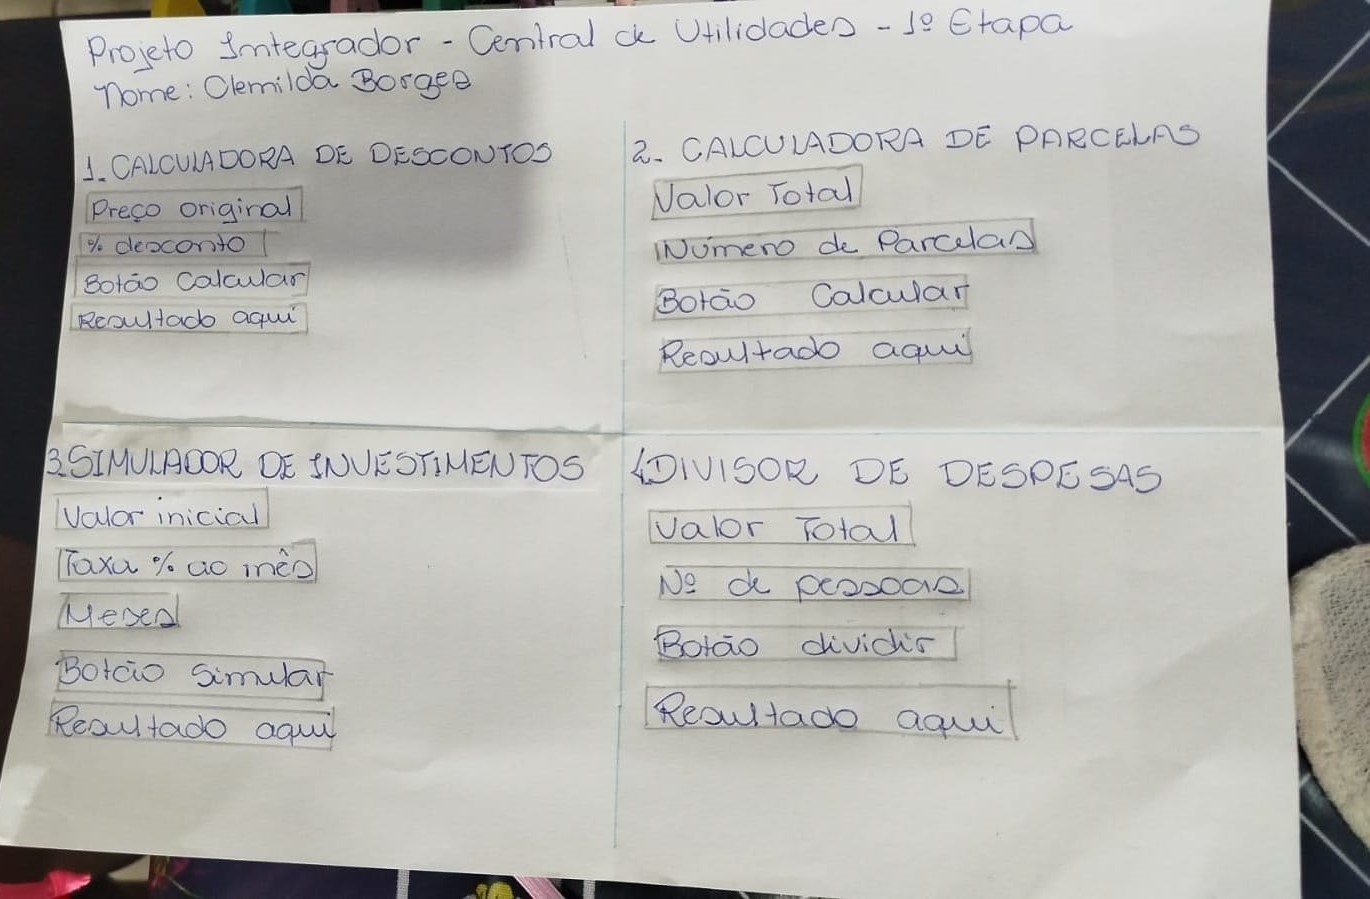 Projeto Integrador - Central de Utilidades - 1º Etapa
Nome: Clemilda Borges
1. CALCULADORA DE DESCONTOS
Preço original
% desconto
Botão Calcular
Resultado aqui
2. CALCULADORA DE PARCELAS
Valor Total
Número de Parcelas
Botão Calcular
Resultado aqui
3. SIMULADOR DE INVESTIMENTOS
Valor inicial
Taxa % ao mês
Meses
Botão Simular
Resultado aqui
4. DIVISOR DE DESPESAS
Valor Total
Nº de pessoas
Botão dividir
Resultado aqui